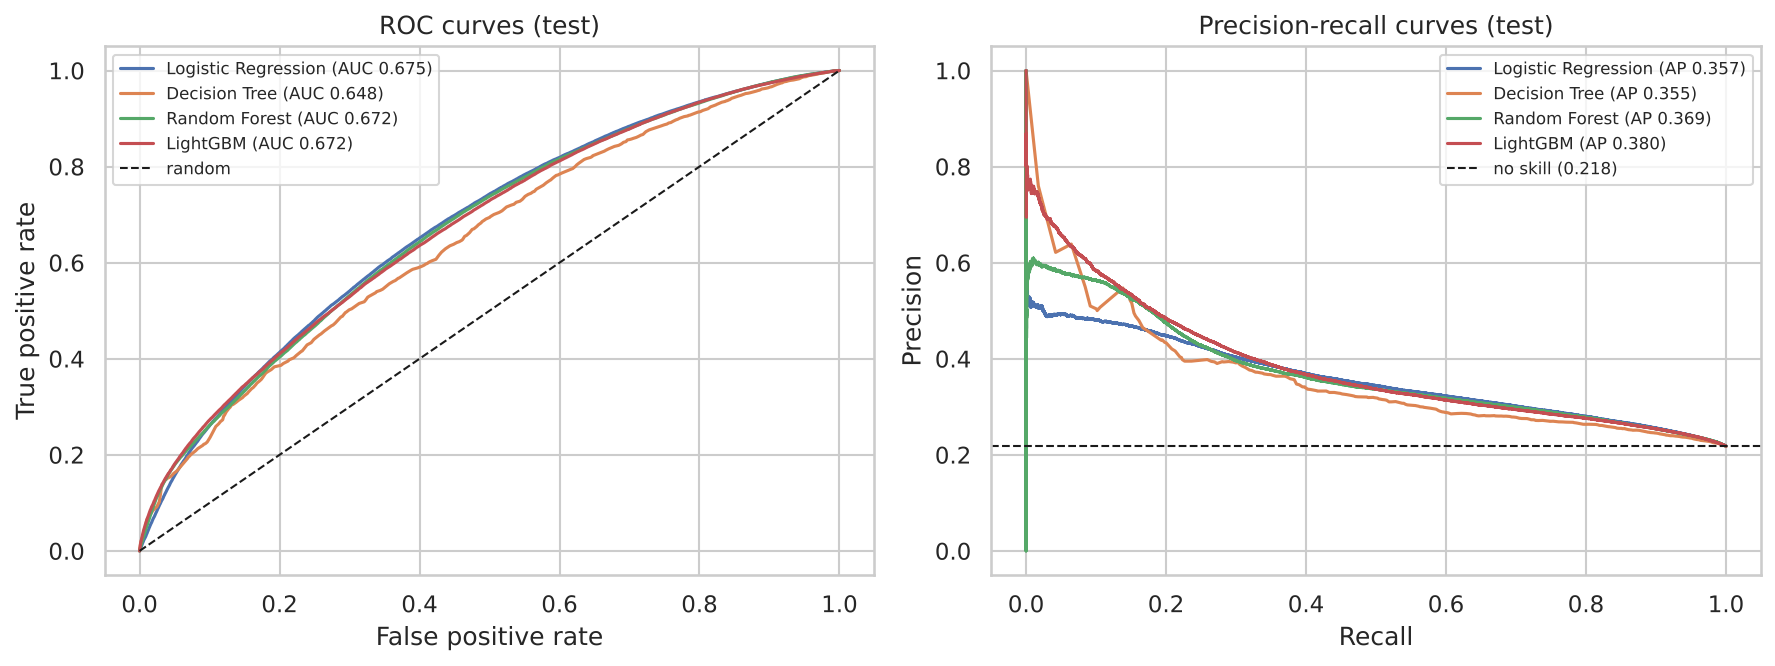 ROC curves (test)
Logistic Regression (AUC 0.675)
Decision Tree (AUC 0.648)
Random Forest (AUC 0.672)
LightGBM (AUC 0.672)
random
True positive rate
1.0
0.8
0.6
0.4
0.2
0.0
0.0 0.2 0.4 0.6 0.8 1.0
False positive rate
Precision-recall curves (test)
Logistic Regression (AP 0.357)
Decision Tree (AP 0.355)
Random Forest (AP 0.369)
LightGBM (AP 0.380)
no skill (0.218)
Precision
1.0
0.8
0.6
0.4
0.2
0.0
0.0 0.2 0.4 0.6 0.8 1.0
Recall